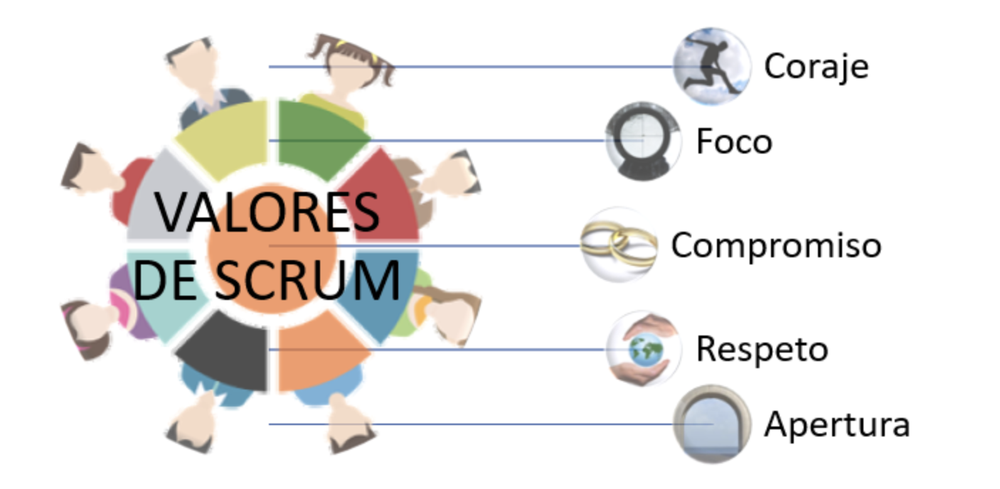 VALORES
DE SCRUM
Coraje
Foco
Compromiso
Respeto
Apertura